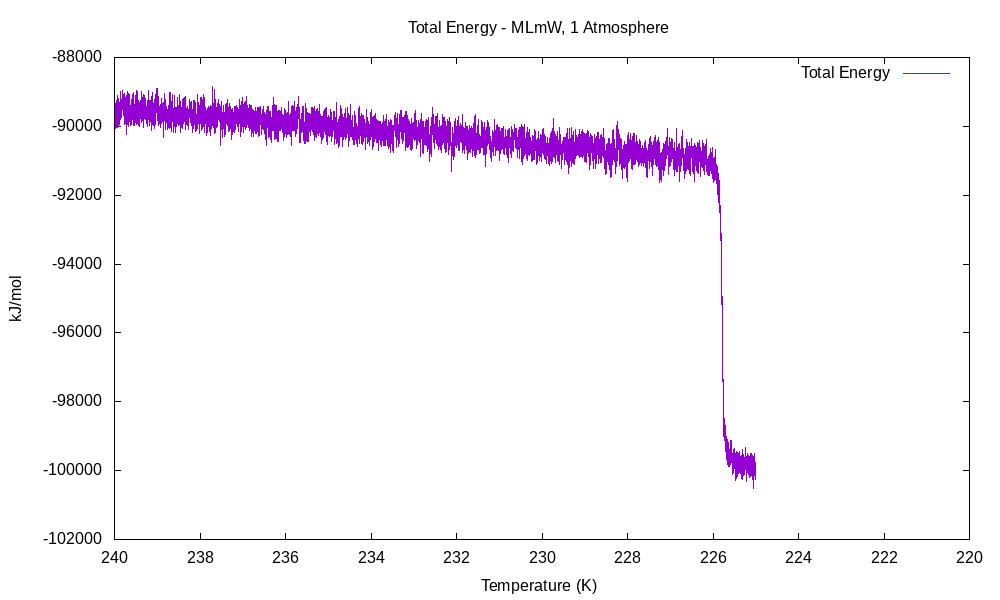 Total Energy - MLmW, 1 Atmosphere
Total Energy
kJ/mol
-88000
-90000
-92000
-94000
-96000
-98000
-100000
-102000
240 238 236 234 232 230 228 226 224 222 220
Temperature (K)